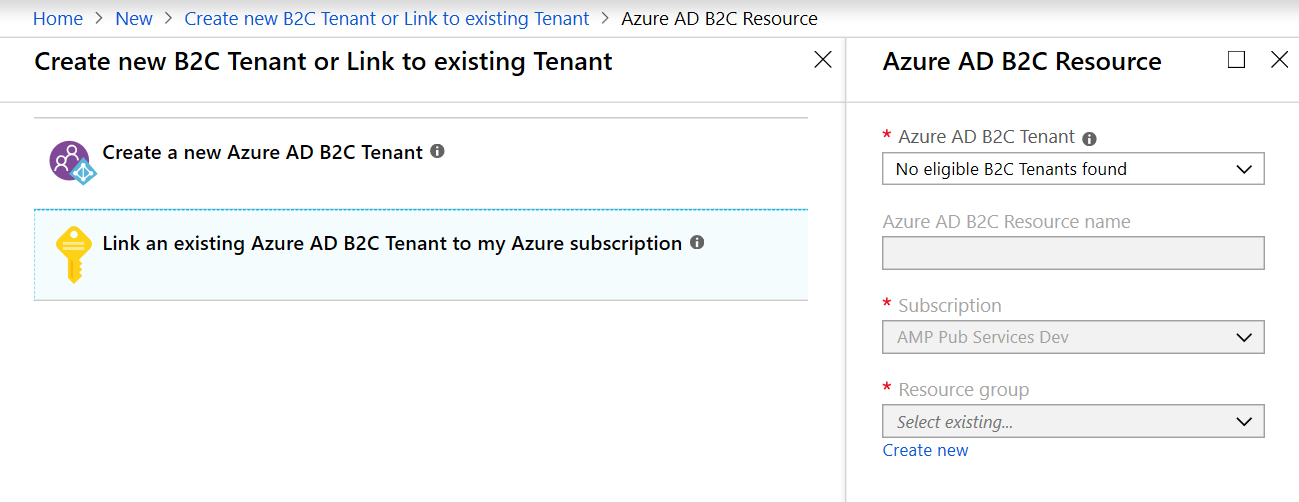 Home > New > Create new B2C Tenant or Link to existing Tenant > Azure AD B2C Resource
Create new B2C Tenant or Link to existing Tenant
Create a new Azure AD B2C Tenant
Link an existing Azure AD B2C Tenant to my Azure subscription
Azure AD B2C Resource
* Azure AD B2C Tenant
No eligible B2C Tenants found
Azure AD B2C Resource name
* Subscription
AMP Pub Services Dev
* Resource group
Select existing...
Create new